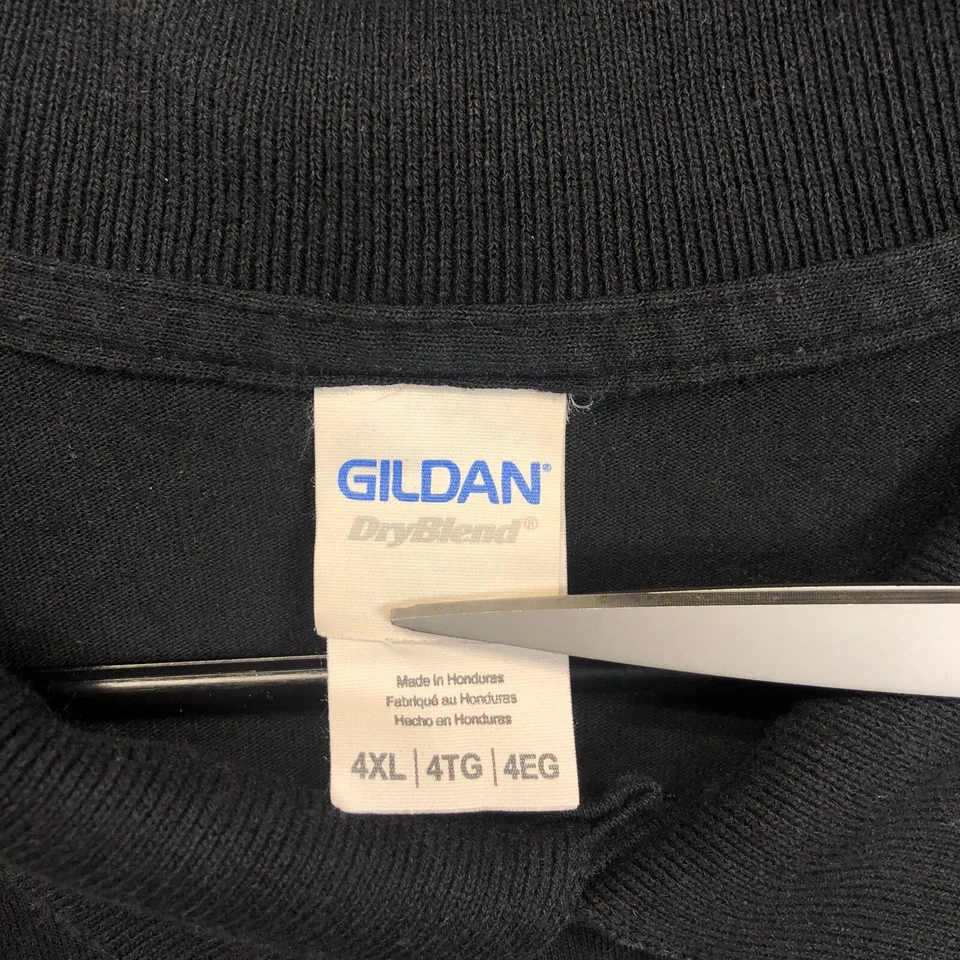 GILDAN®
DryBlend®
Made in Honduras
Fabriqué au Honduras
Hecho en Honduras
4XL | 4TG | 4EG